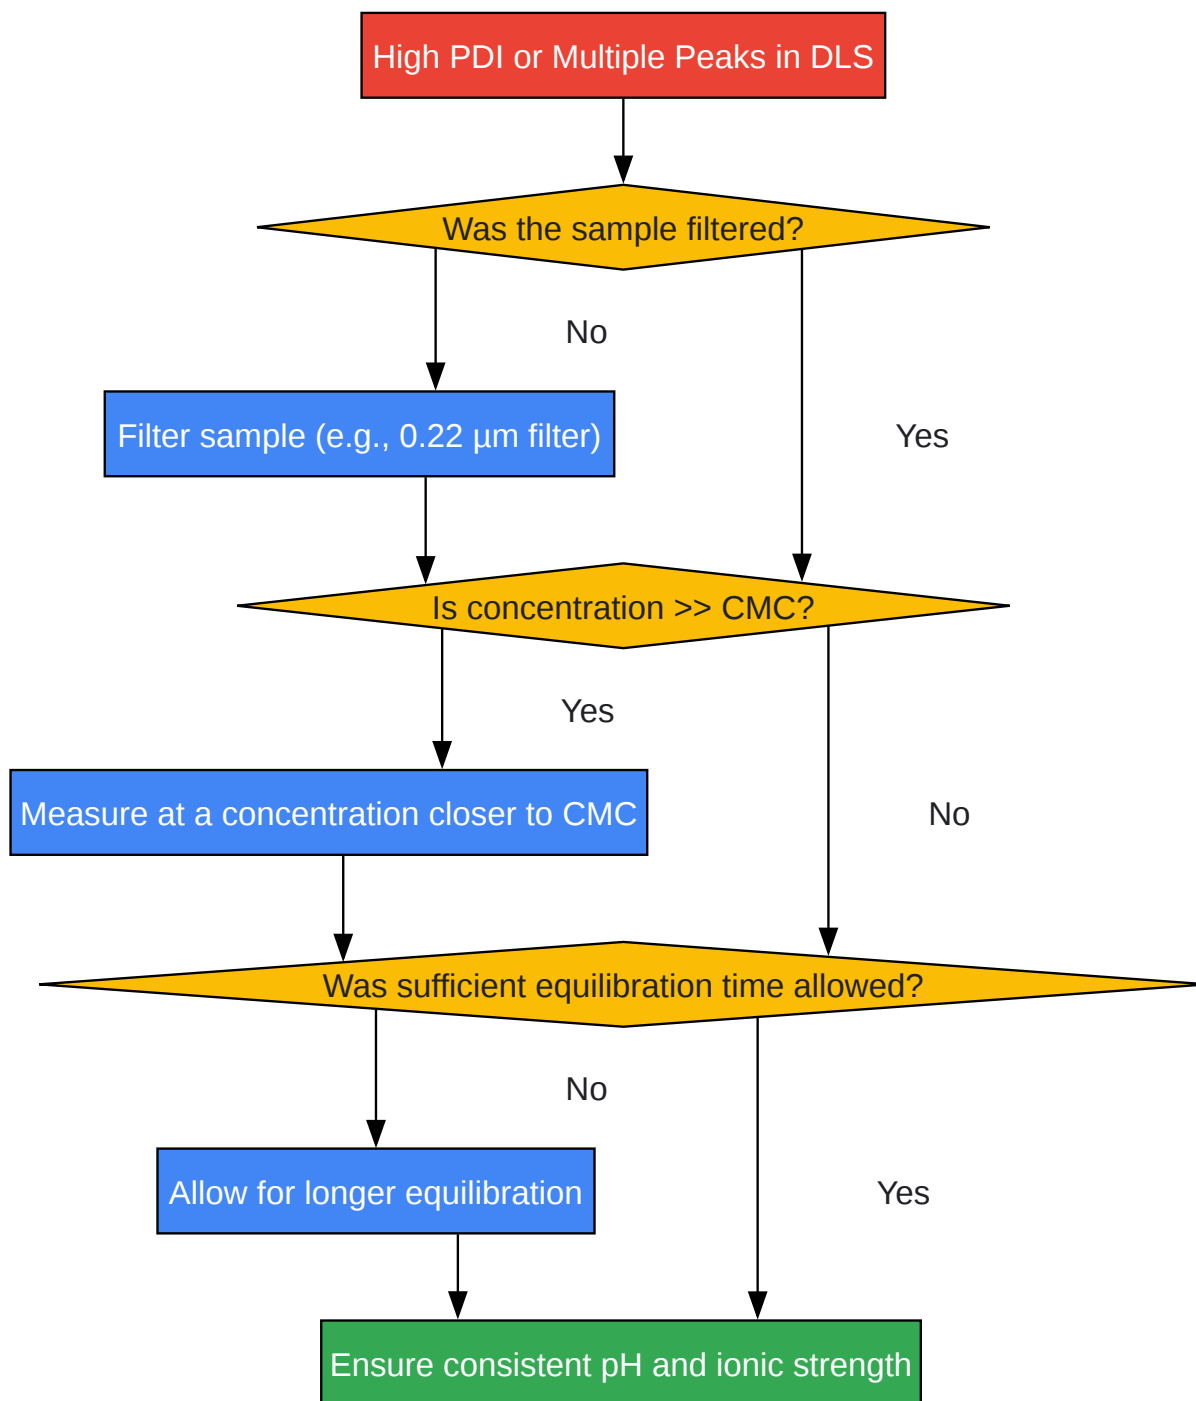 High PDI or Multiple Peaks in DLS
Was the sample filtered?
No
Filter sample (e.g., 0.22 µm filter)
Yes
Is concentration >> CMC?
Yes
Measure at a concentration closer to CMC
No
Was sufficient equilibration time allowed?
No
Allow for longer equilibration
Yes
Ensure consistent pH and ionic strength